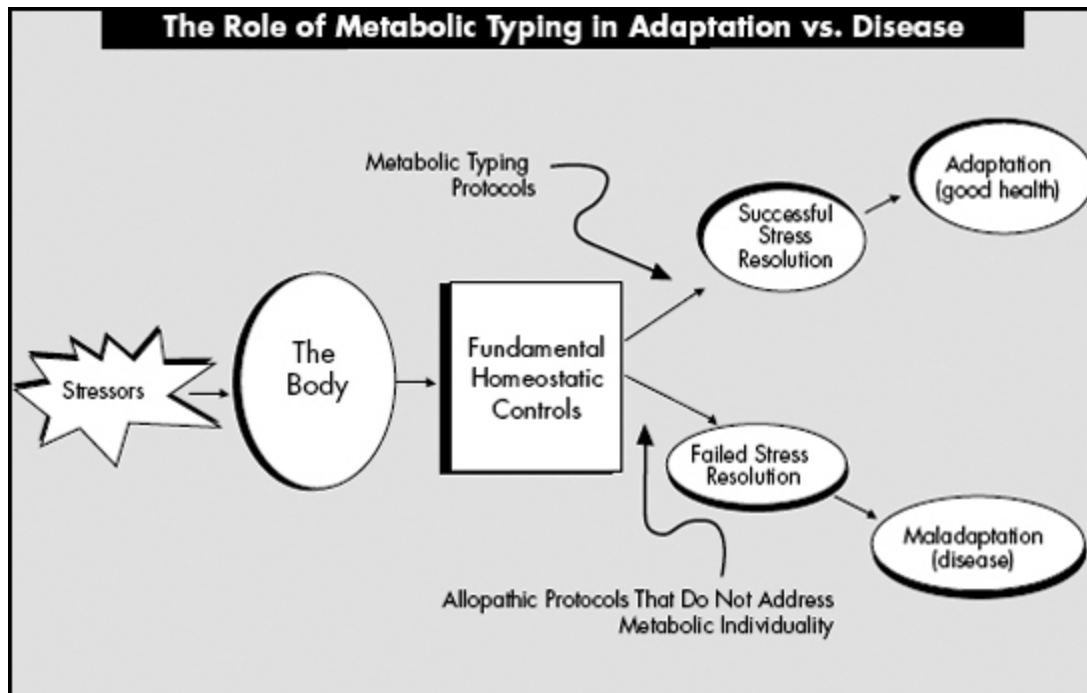 The Role of Metabolic Typing in Adaptation vs. Disease
Metabolic Typing
Protocols
Adaptation
(good health)
Successful
Stress
Resolution
Stressors
The
Body
Fundamental
Homeostatic
Controls
Failed Stress
Resolution
Maladaptation
(disease)
Allopathic Protocols That Do Not Address
Metabolic Individuality